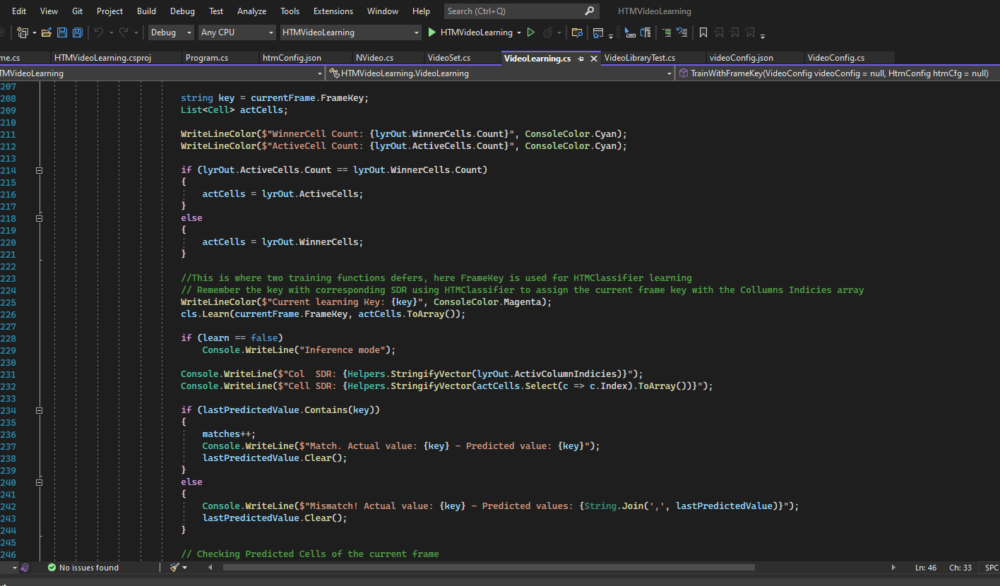 Edit View Git Project Build Debug Test Analyze Tools Extensions Window Help Search (Ctrl+Q) HTMVideoLearning
Debug Any CPU HTMVideoLearning HTMVideoLearning
me.cs HTMVideoLearning.csproj Program.cs htmConfig.json NVideo.cs VideoSet.cs VideoLearning.cs VideoLibraryTest.cs videoConfig.json VideoConfig.cs
TMVideoLearning HTMVideoLearning.VideoLearning TrainWithFrameKey(VideoConfig videoConfig = null, HtmConfig htmCfg = null)
207
208 string key = currentFrame.FrameKey;
209 List<Cell> actCells;
210
211 WriteLineColor($"WinnerCell Count: {lyrOut.WinnerCells.Count}", ConsoleColor.Cyan);
212 WriteLineColor($"ActiveCell Count: {lyrOut.ActiveCells.Count}", ConsoleColor.Cyan);
213
214 if (lyrOut.ActiveCells.Count == lyrOut.WinnerCells.Count)
215 {
216 actCells = lyrOut.ActiveCells;
217 }
218 else
219 {
220 actCells = lyrOut.WinnerCells;
221 }
222
223 //This is where two training functions defers, here FrameKey is used for HTMClassifier learning
224 // Remember the key with corresponding SDR using HTMClassifier to assign the current frame key with the Collumns Indicies array
225 WriteLineColor($"Current learning Key: {key}", ConsoleColor.Magenta);
226 cls.Learn(currentFrame.FrameKey, actCells.ToArray());
227
228 if (learn == false)
229 Console.WriteLine("Inference mode");
230
231 Console.WriteLine($"Col  SDR: {Helpers.StringifyVector(lyrOut.ActivColumnIndicies)}");
232 Console.WriteLine($"Cell SDR: {Helpers.StringifyVector(actCells.Select(c => c.Index).ToArray())}");
233
234 if (lastPredictedValue.Contains(key))
235 {
236 matches++;
237 Console.WriteLine($"Match. Actual value: {key} - Predicted value: {key}");
238 lastPredictedValue.Clear();
239 }
240 else
241 {
242 Console.WriteLine($"Mismatch! Actual value: {key} - Predicted values: {String.Join(',', lastPredictedValue)}");
243 lastPredictedValue.Clear();
244 }
245
246 // Checking Predicted Cells of the current frame
No issues found Ln: 46 Ch: 33 SPC